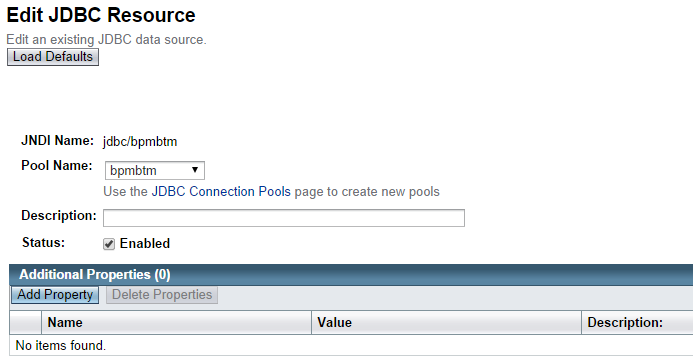 Edit JDBC Resource
Edit an existing JDBC data source.
Load Defaults
JNDI Name: jdbc/bpmbtm
Pool Name: bpmbtm
Use the JDBC Connection Pools page to create new pools
Description:
Status: Enabled
Additional Properties (0)
Add Property Delete Properties
Name Value Description:
No items found.